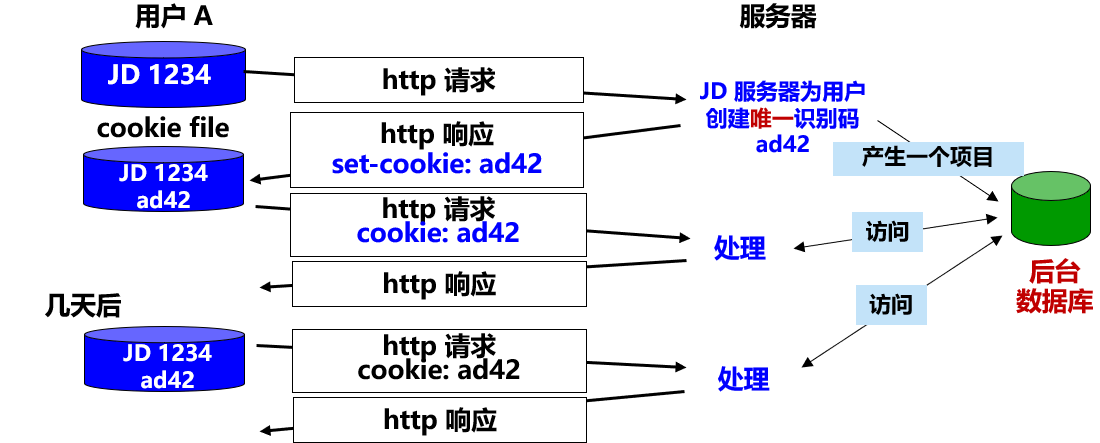 用户 A
服务器
JD 1234
http 请求
JD 服务器为用户
创建唯一识别码
ad42
cookie file
http 响应
set-cookie: ad42
产生一个项目
JD 1234
ad42
http 请求
cookie: ad42
处理
访问
http 响应
后台
数据库
几天后
访问
JD 1234
ad42
http 请求
cookie: ad42
处理
http 响应